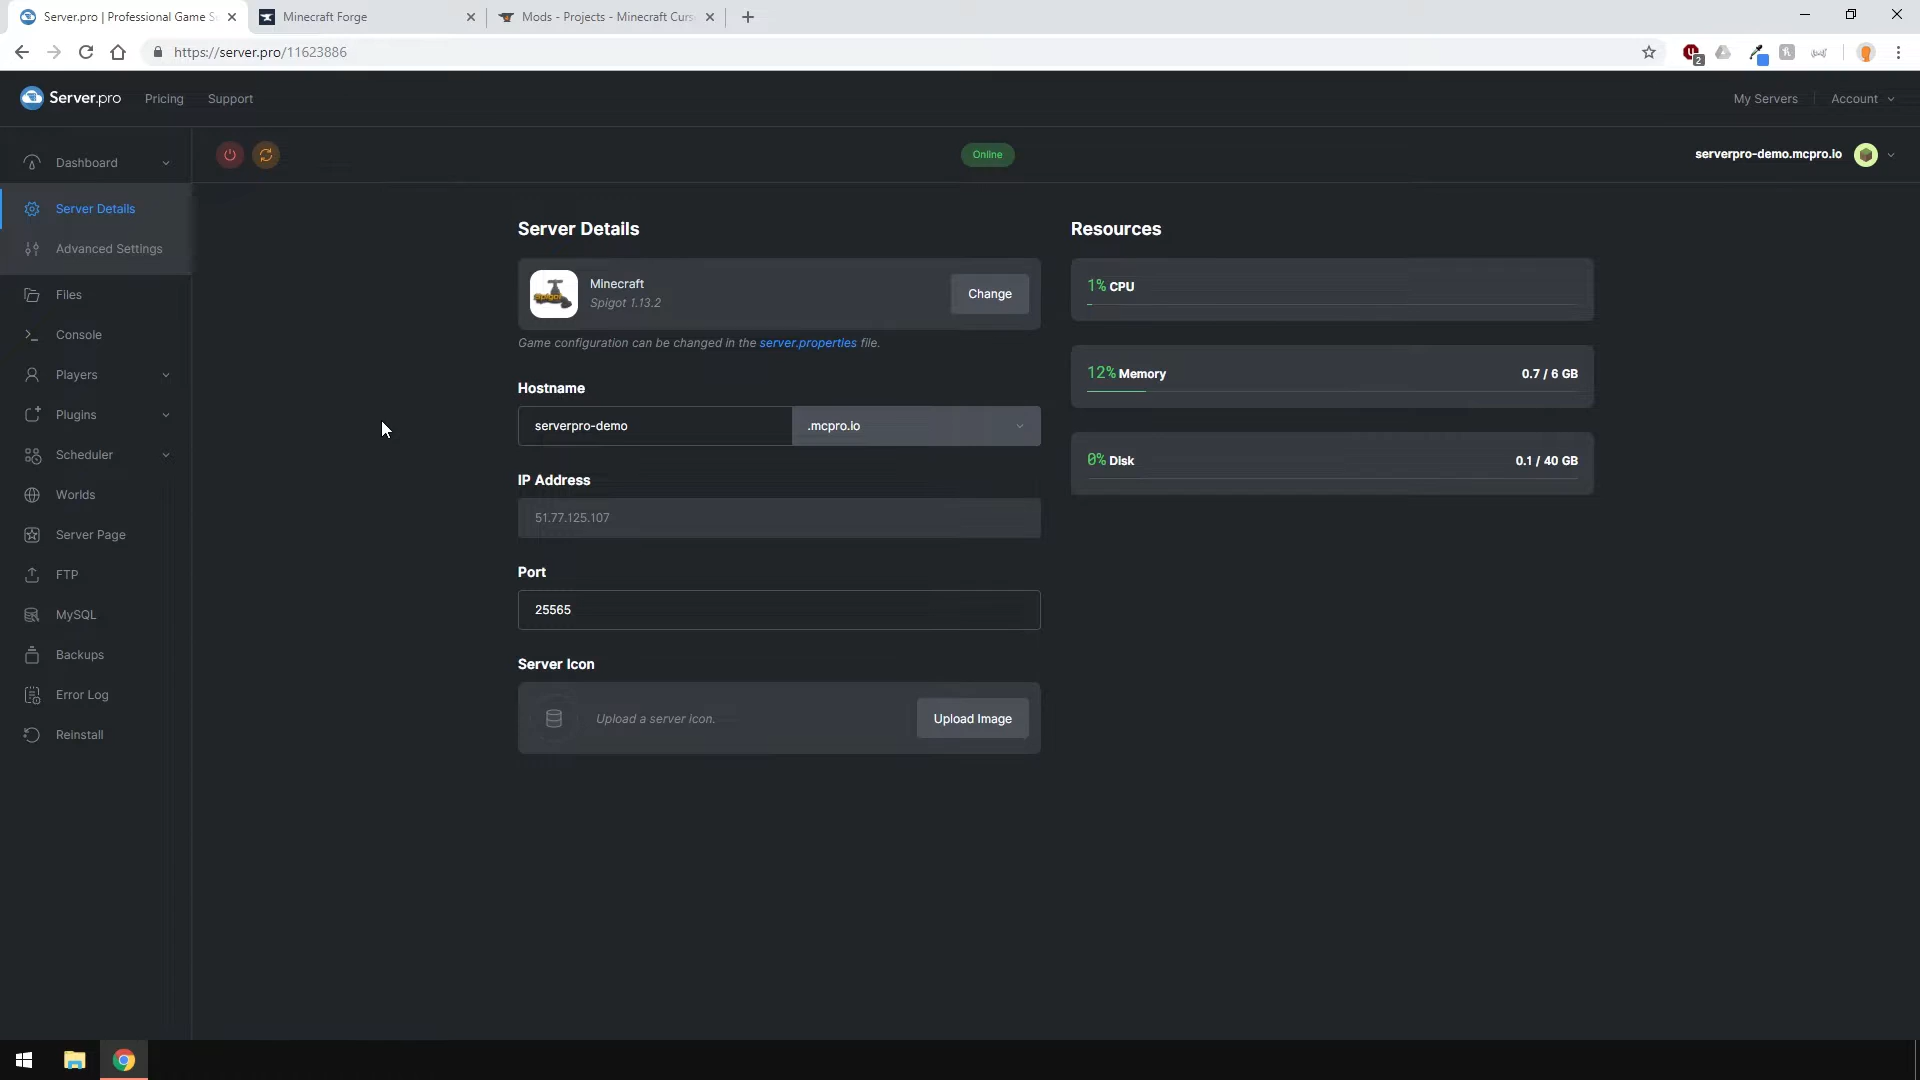 Server.pro | Professional Game S
Minecraft Forge
Mods - Projects - Minecraft Curs
https://server.pro/11623886
2
Server.pro
Pricing
Support
My Servers
Account
Dashboard
Online
serverpro-demo.mcpro.io
Server Details
Advanced Settings
Files
Console
Players
Plugins
Scheduler
Worlds
Server Page
FTP
MySQL
Backups
Error Log
Reinstall
Server Details
Spigot
Minecraft
Spigot 1.13.2
Change
Game configuration can be changed in the server.properties file.
Hostname
serverpro-demo
.mcpro.io
IP Address
51.77.125.107
Port
25565
Server Icon
Upload a server icon.
Upload Image
Resources
1% CPU
12% Memory
0.7 / 6 GB
0% Disk
0.1 / 40 GB